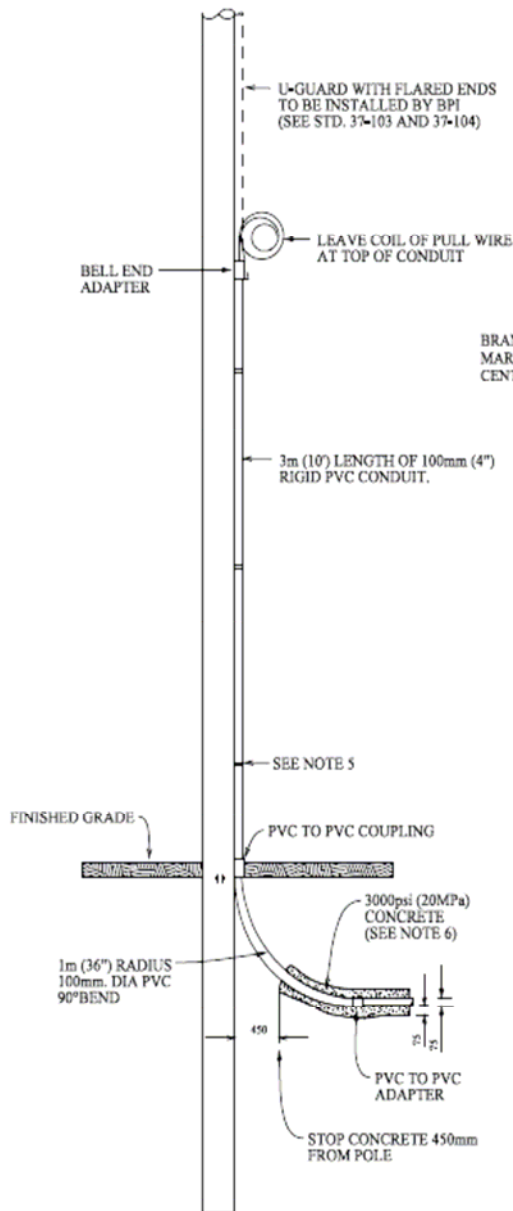 U-GUARD WITH FLARED ENDS
TO BE INSTALLED BY BPI
(SEE STD. 37-103 AND 37-104)
LEAVE COIL OF PULL WIRE
AT TOP OF CONDUIT
BELL END
ADAPTER
3m (10') LENGTH OF 100mm (4")
RIGID PVC CONDUIT.
SEE NOTE 5
FINISHED GRADE
PVC TO PVC COUPLING
3000psi (20MPa)
CONCRETE
(SEE NOTE 6)
1m (36") RADIUS
100mm. DIA PVC
90°BEND
450
75
75
PVC TO PVC
ADAPTER
STOP CONCRETE 450mm
FROM POLE